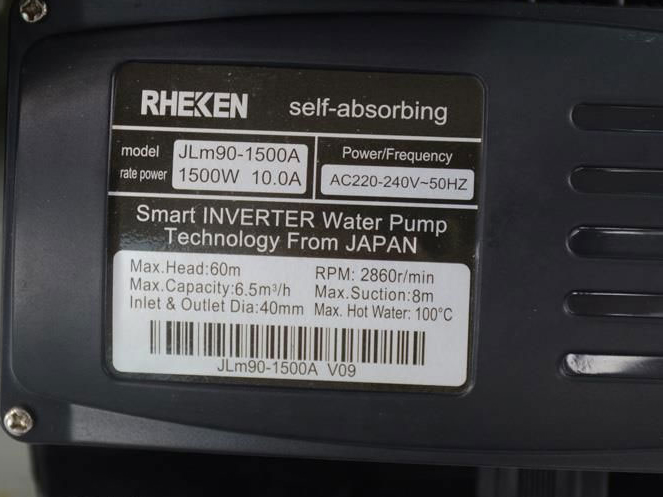 RHEKEN self-absorbing
model JLm90-1500A Power/Frequency
rate power 1500W 10.0A AC220-240V~50HZ
Smart INVERTER Water Pump
Technology From JAPAN
Max.Head:60m RPM: 2860r/min
Max.Capacity:6.5m³/h Max.Suction:8m
Inlet & Outlet Dia:40mm Max. Hot Water: 100°C
JLm90-1500A V09